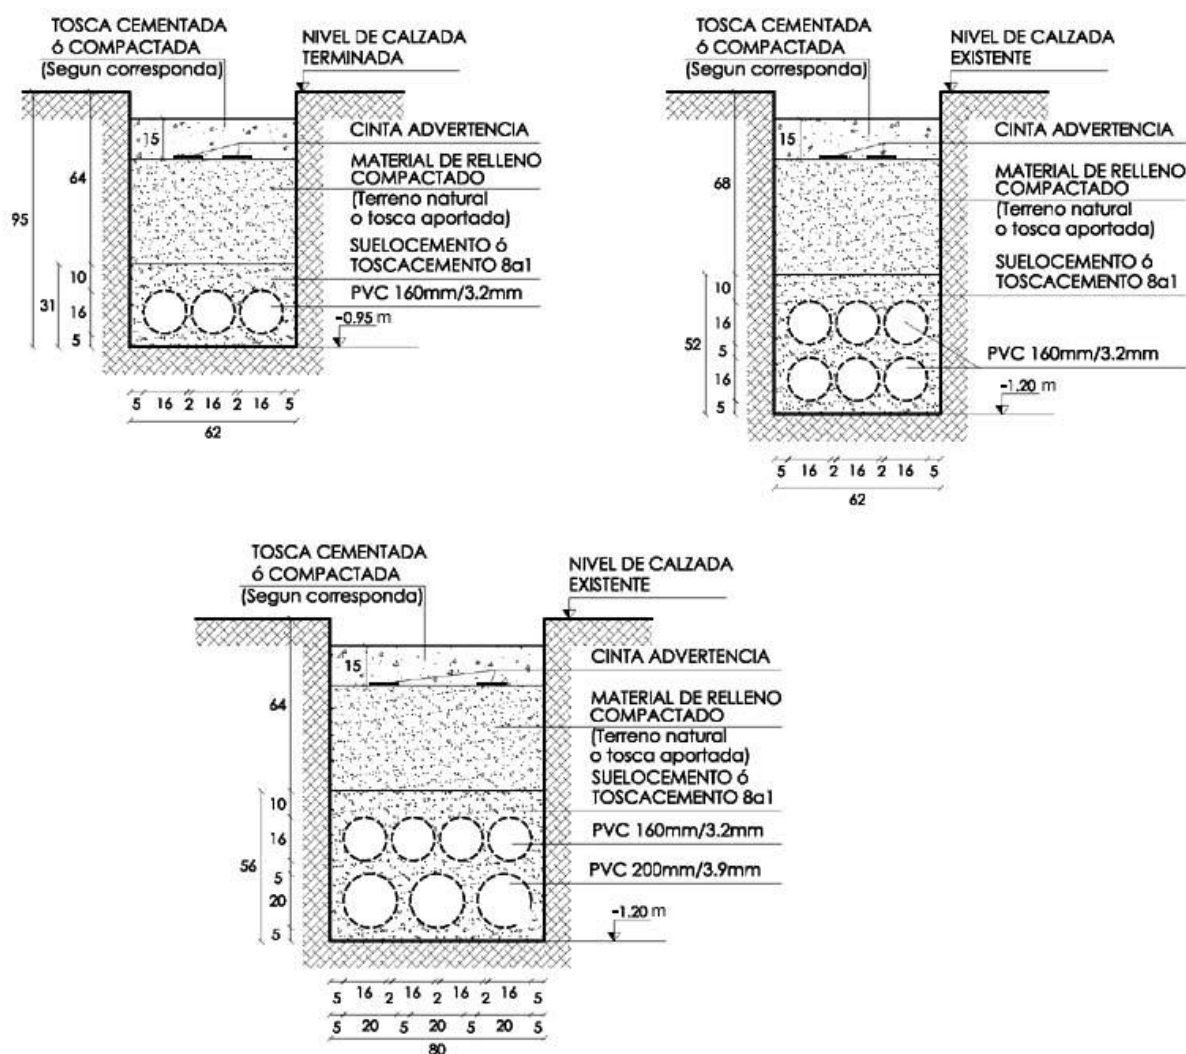 TOSCA CEMENTADA
ó COMPACTADA
(Segun corresponda)
NIVEL DE CALZADA
TERMINADA
15
CINTA ADVERTENCIA
MATERIAL DE RELLENO
COMPACTADO
(Terreno natural
o tosca aportada)
SUELOCEMENTO ó
TOSCACEMENTO 8a1
PVC 160mm/3.2mm
-0.95 m
95
64
31
10
16
5
5 16 2 16 2 16 5
62
TOSCA CEMENTADA
ó COMPACTADA
(Segun corresponda)
NIVEL DE CALZADA
EXISTENTE
15
CINTA ADVERTENCIA
MATERIAL DE RELLENO
COMPACTADO
(Terreno natural
o tosca aportada)
SUELOCEMENTO ó
TOSCACEMENTO 8a1
PVC 160mm/3.2mm
-1.20 m
68
52
10
16
5
16
5
5 16 2 16 2 16 5
62
TOSCA CEMENTADA
ó COMPACTADA
(Segun corresponda)
NIVEL DE CALZADA
EXISTENTE
15
CINTA ADVERTENCIA
MATERIAL DE RELLENO
COMPACTADO
(Terreno natural
o tosca aportada)
SUELOCEMENTO ó
TOSCACEMENTO 8a1
PVC 160mm/3.2mm
PVC 200mm/3.9mm
-1.20 m
64
56
10
16
5
20
5
5 16 2 16 2 16 2 16 5
5 20 5 20 5 20 5
80